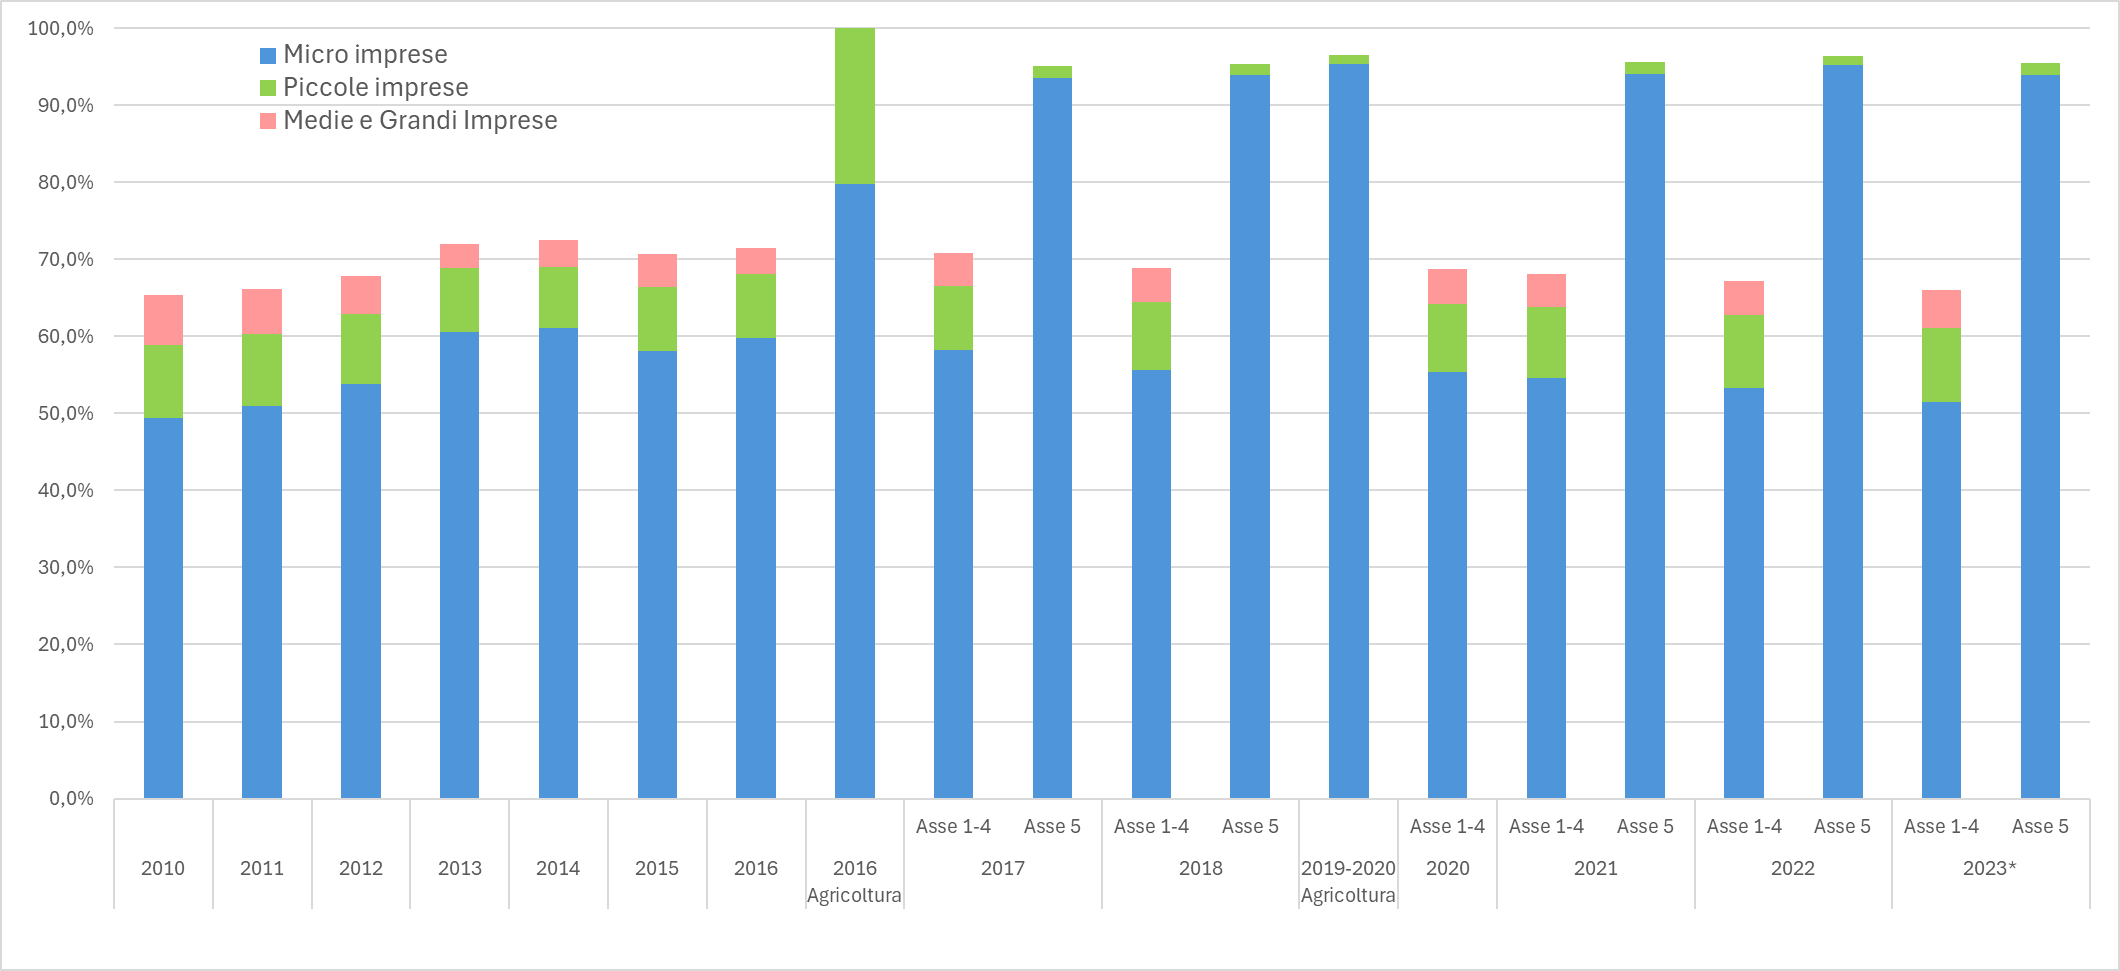 100,0%
90,0%
80,0%
70,0%
60,0%
50,0%
40,0%
30,0%
20,0%
10,0%
0,0%
Micro imprese
Piccole imprese
Medie e Grandi Imprese
Asse 1-4 Asse 5 Asse 1-4 Asse 5 Asse 1-4 Asse 1-4 Asse 5 Asse 1-4 Asse 5 Asse 1-4 Asse 5
2010 2011 2012 2013 2014 2015 2016 2016 2017 2018 2019-2020 2020 2021 2022 2023*
Agricoltura Agricoltura